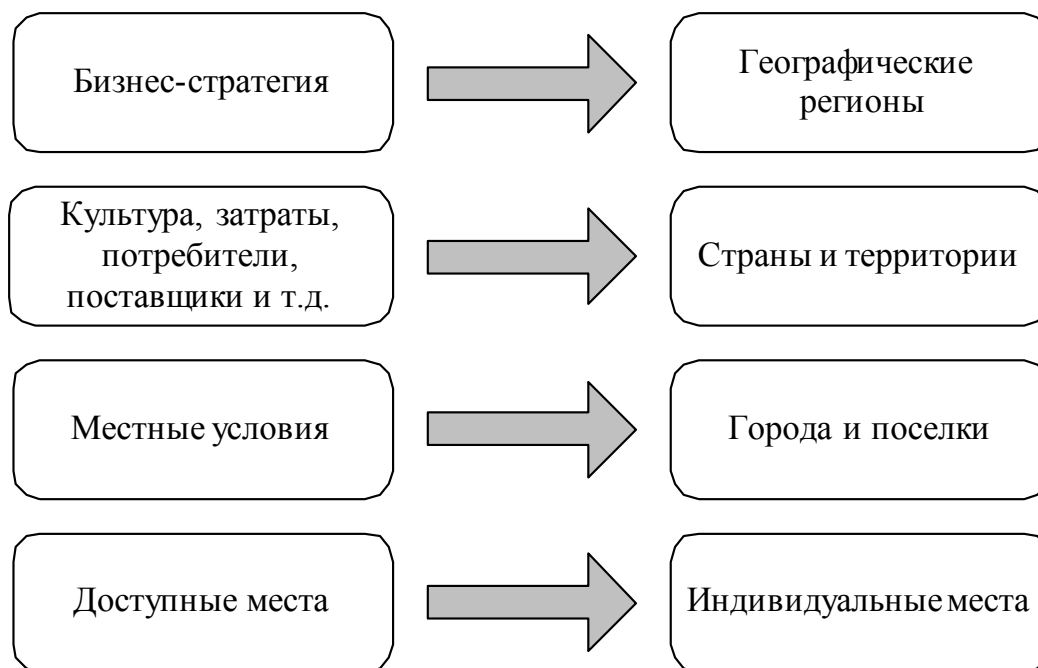 Бизнес-стратегия
Географические
регионы
Культура, затраты,
потребители,
поставщики и т.д.
Страны и территории
Местные условия
Города и поселки
Доступные места
Индивидуальные места